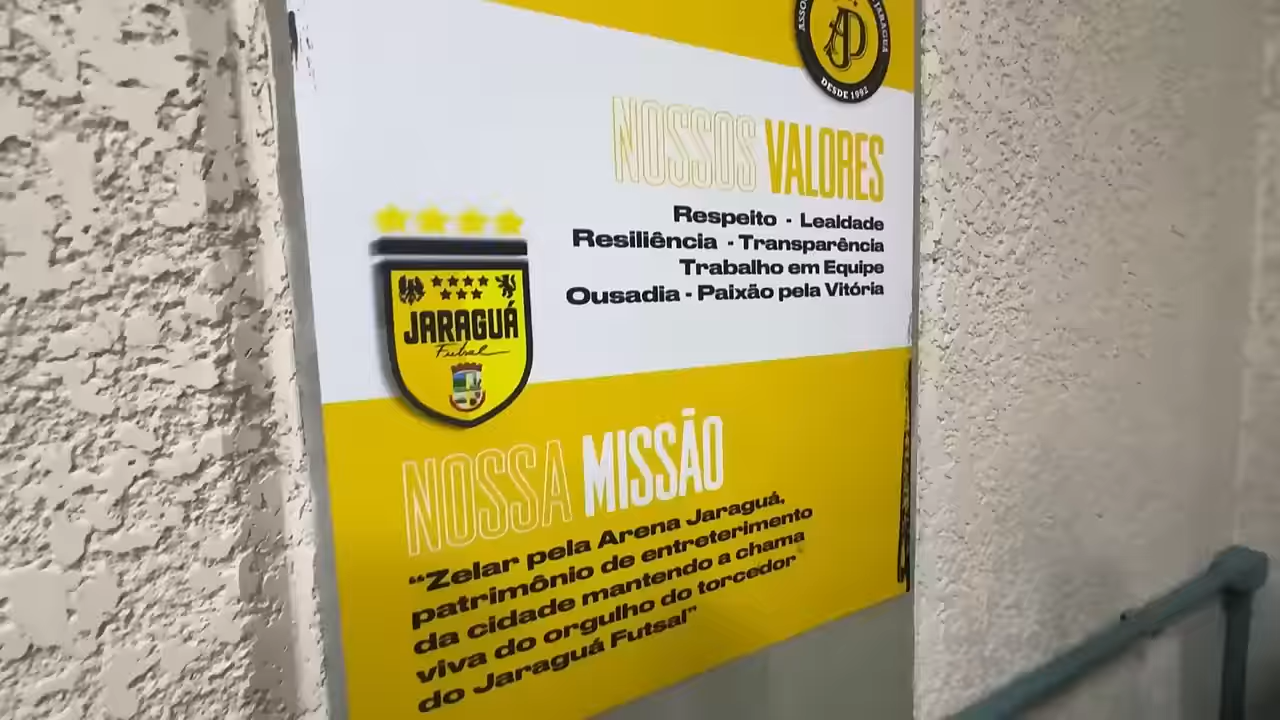 JARAGUÁ
DESDE 1992
NOSSOS VALORES
Respeito - Lealdade
Resiliência - Transparência
Trabalho em Equipe
Ousadia - Paixão pela Vitória
JARAGUÁ
Futsal
NOSSA MISSÃO
“Zelar pela Arena Jaraguá,
patrimônio de entreterimento
da cidade mantendo a chama
viva do orgulho do torcedor
do Jaraguá Futsal”